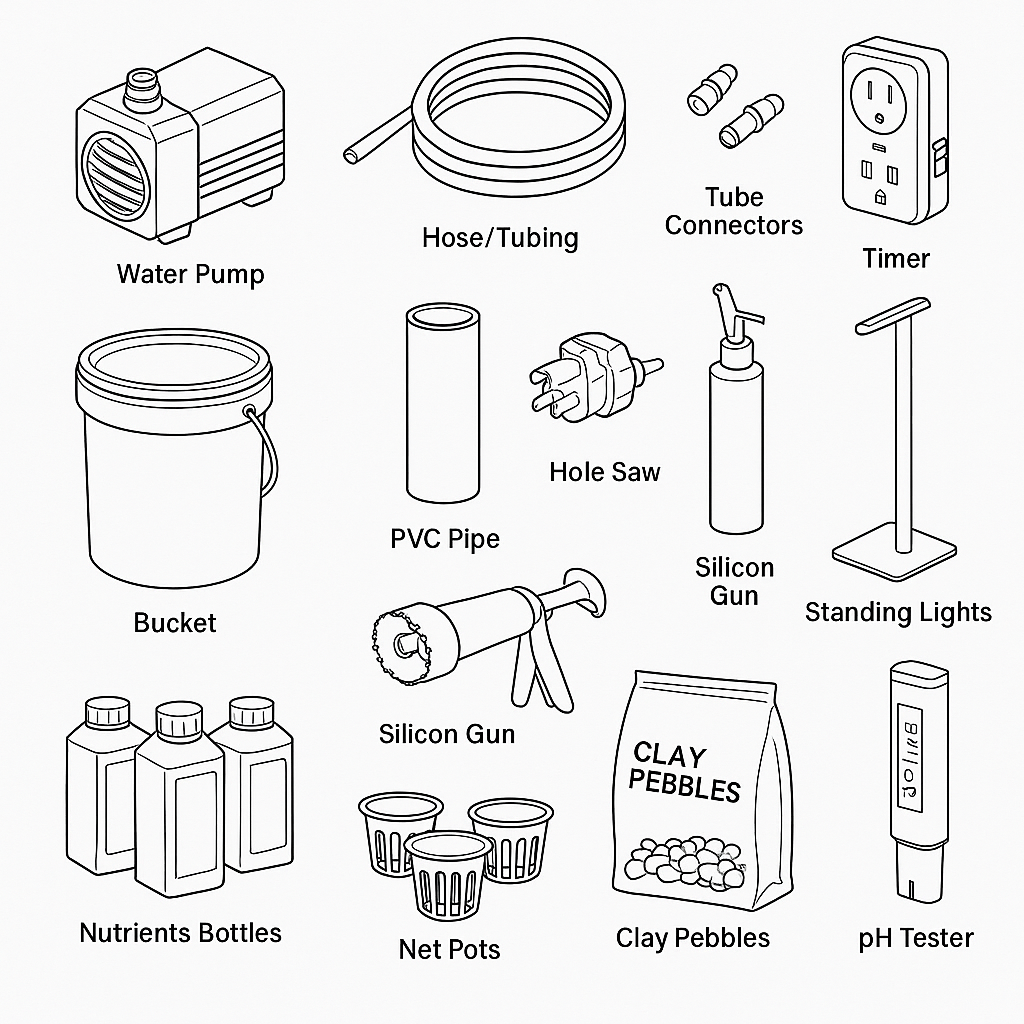 Water Pump
Hose/Tubing
Tube
Connectors
Timer
Bucket
PVC Pipe
Hole Saw
Silicon
Gun
Standing Lights
Silicon Gun
Nutrients Bottles
Net Pots
CLAY
PEBBLES
Clay Pebbles
pH Tester